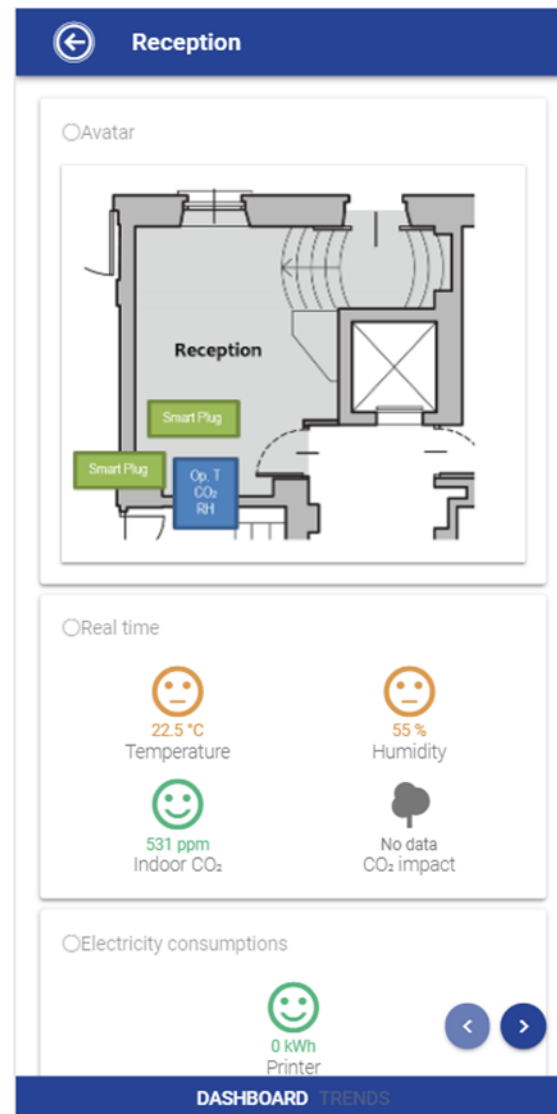 Reception
Avatar
Reception
Smart Plug
Smart Plug
Op. T
CO₂
RH
Real time
22.5 °C
Temperature
55 %
Humidity
531 ppm
Indoor CO₂
No data
CO₂ impact
Electricity consumptions
0 kWh
Printer
DASHBOARD TRENDS